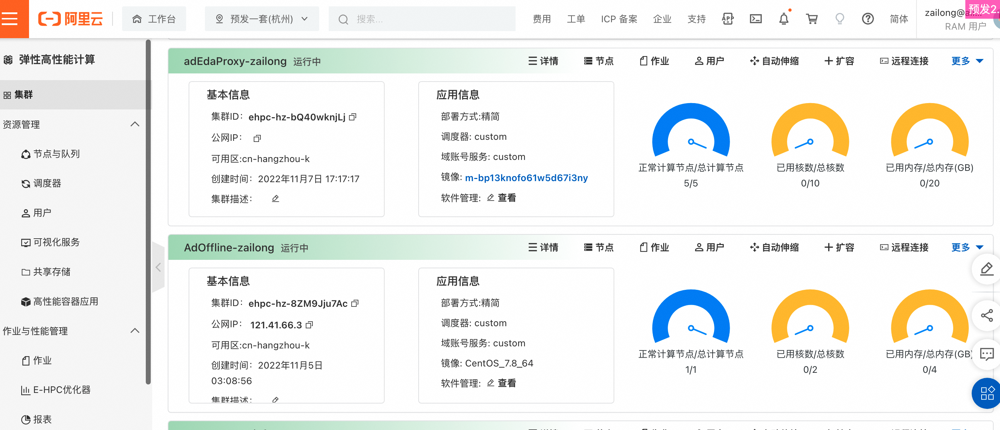 阿里云
工作台
预发一套(杭州)
搜索...
费用
工单
ICP 备案
企业
支持
APP
简体
zailong@
RAM 用户
预发2.
弹性高性能计算
集群
资源管理
节点与队列
调度器
用户
可视化服务
共享存储
高性能容器应用
作业与性能管理
作业
E-HPC优化器
报表
adEdaProxy-zailong 运行中
详情
节点
作业
用户
自动伸缩
扩容
远程连接
更多
基本信息
集群ID： ehpc-hz-bQ40wknjLj
公网IP：
可用区:cn-hangzhou-k
创建时间：2022年11月7日 17:17:17
集群描述：
应用信息
部署方式:精简
调度器: custom
域账号服务: custom
镜像: m-bp13knofo61w5d67i3ny
软件管理: 查看
正常计算节点/总计算节点
5/5
已用核数/总核数
0/10
已用内存/总内存(GB)
0/20
AdOffline-zailong 运行中
详情
节点
作业
用户
自动伸缩
扩容
远程连接
更多
基本信息
集群ID： ehpc-hz-8ZM9Jju7Ac
公网IP： 121.41.66.3
可用区:cn-hangzhou-k
创建时间：2022年11月5日
03:08:56
集群描述：
应用信息
部署方式:精简
调度器: custom
域账号服务: custom
镜像: CentOS_7.8_64
软件管理: 查看
正常计算节点/总计算节点
1/1
已用核数/总核数
0/2
已用内存/总内存(GB)
0/4